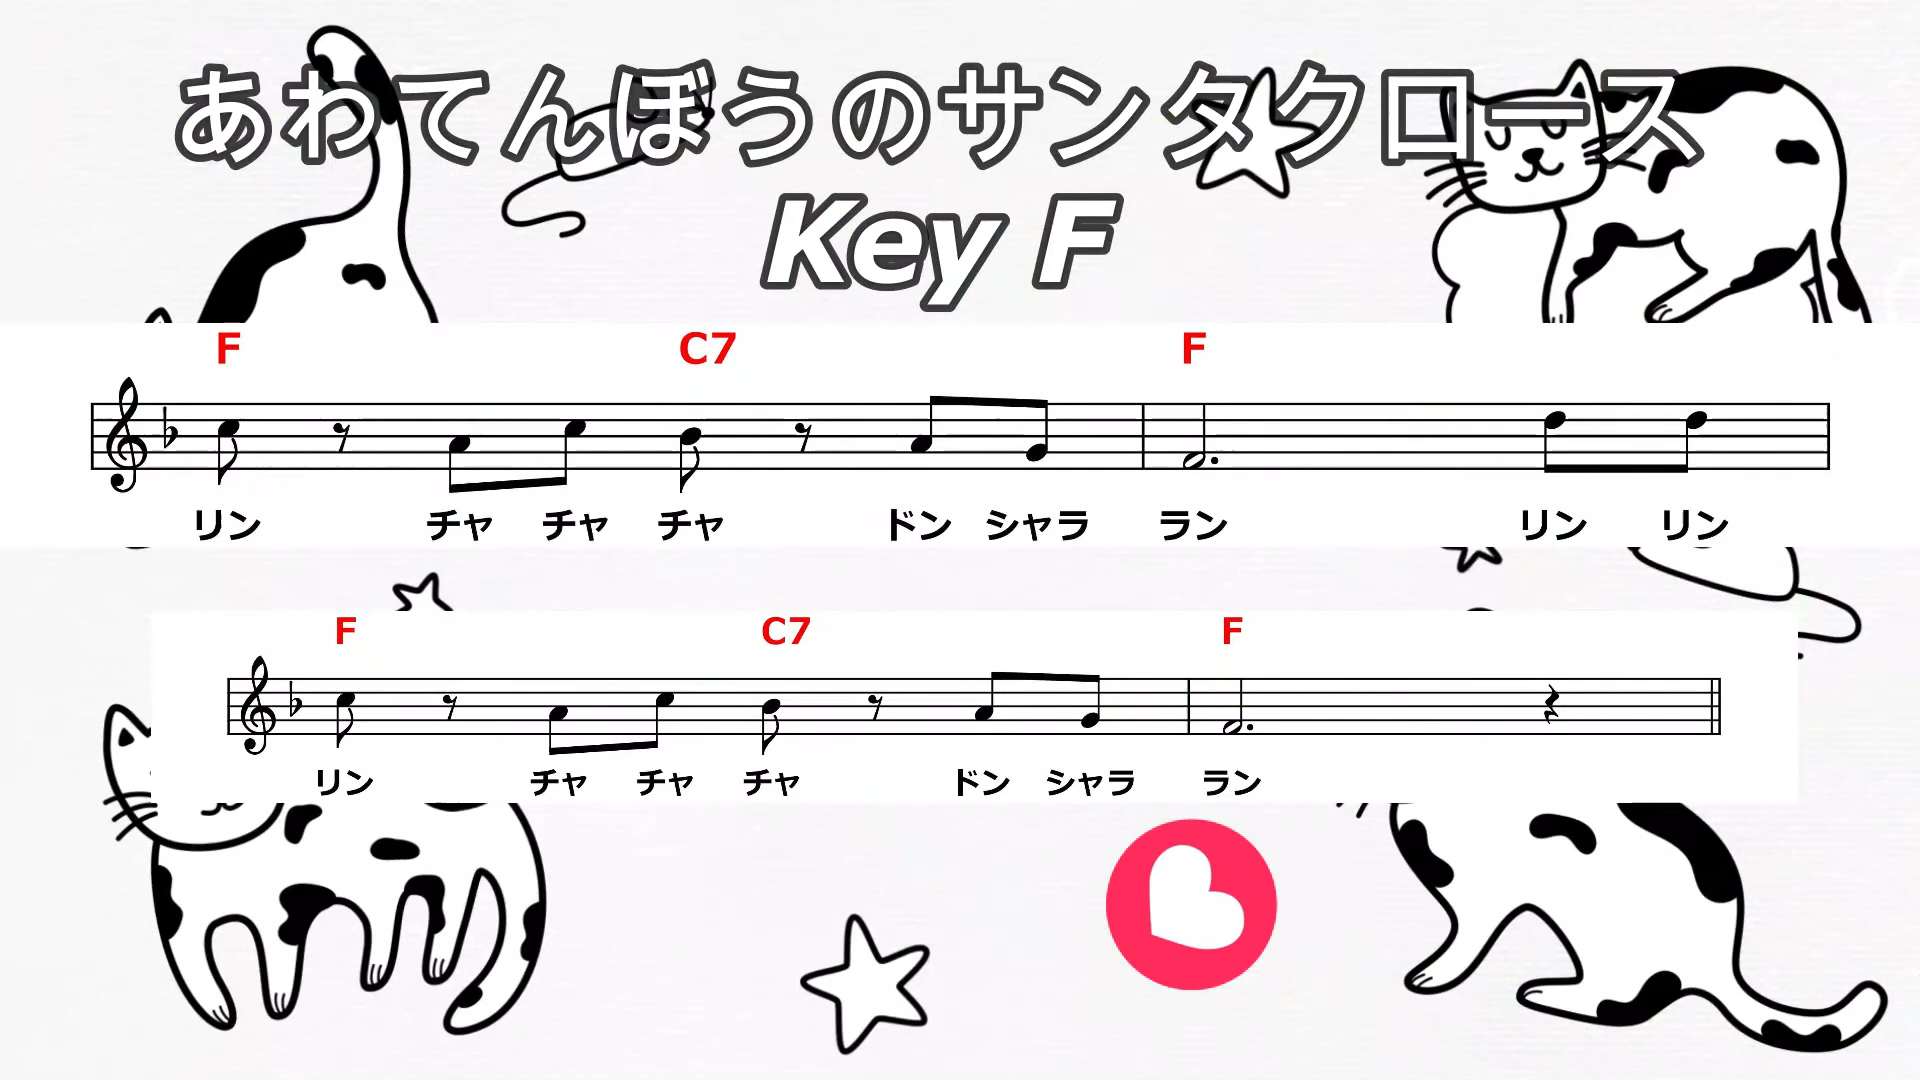 あわてんぼうのサンタクロース
Key F
F C7 F
リン チャ チャ チャ ドン シャラ ラン リン リン
F C7 F
リン チャ チャ チャ ドン シャラ ラン